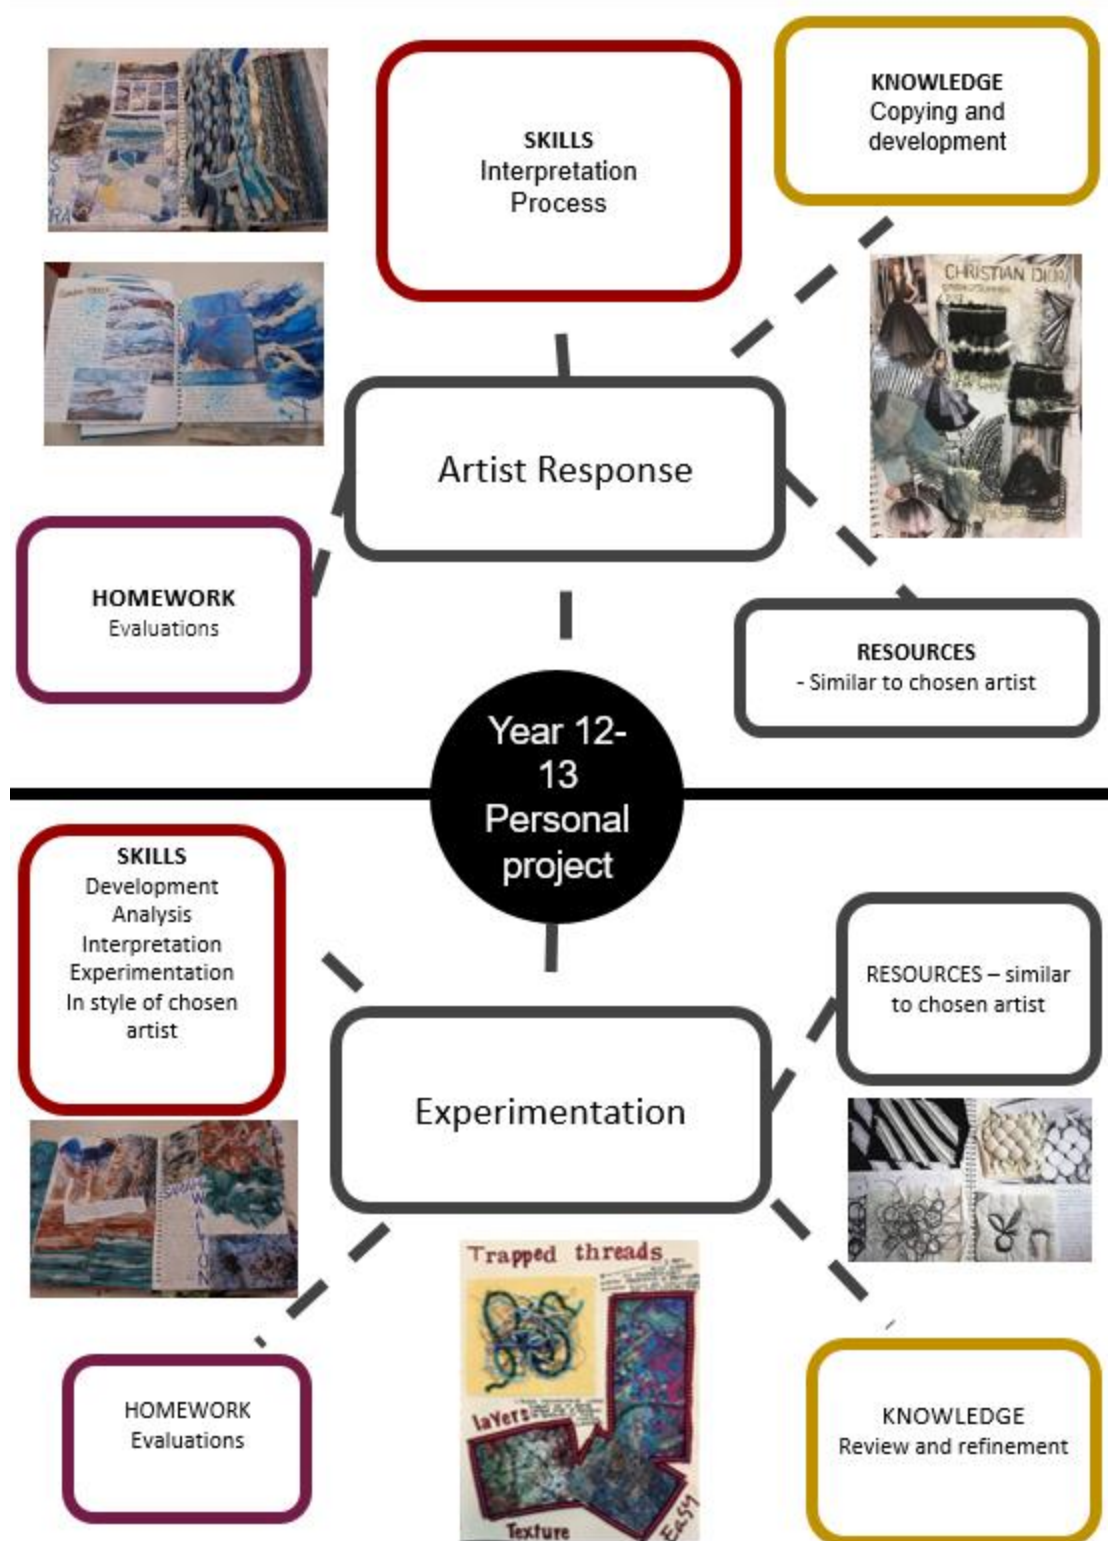 SKILLS
Interpretation
Process
KNOWLEDGE
Copying and
development
CHRISTIAN DIOR
Artist Response
HOMEWORK
Evaluations
RESOURCES
- Similar to chosen artist
Year 12-
13
Personal
project
SKILLS
Development
Analysis
Interpretation
Experimentation
In style of chosen
artist
RESOURCES – similar
to chosen artist
Experimentation
WALTON
Trapped threads
layers
Texture
Easy
HOMEWORK
Evaluations
KNOWLEDGE
Review and refinement